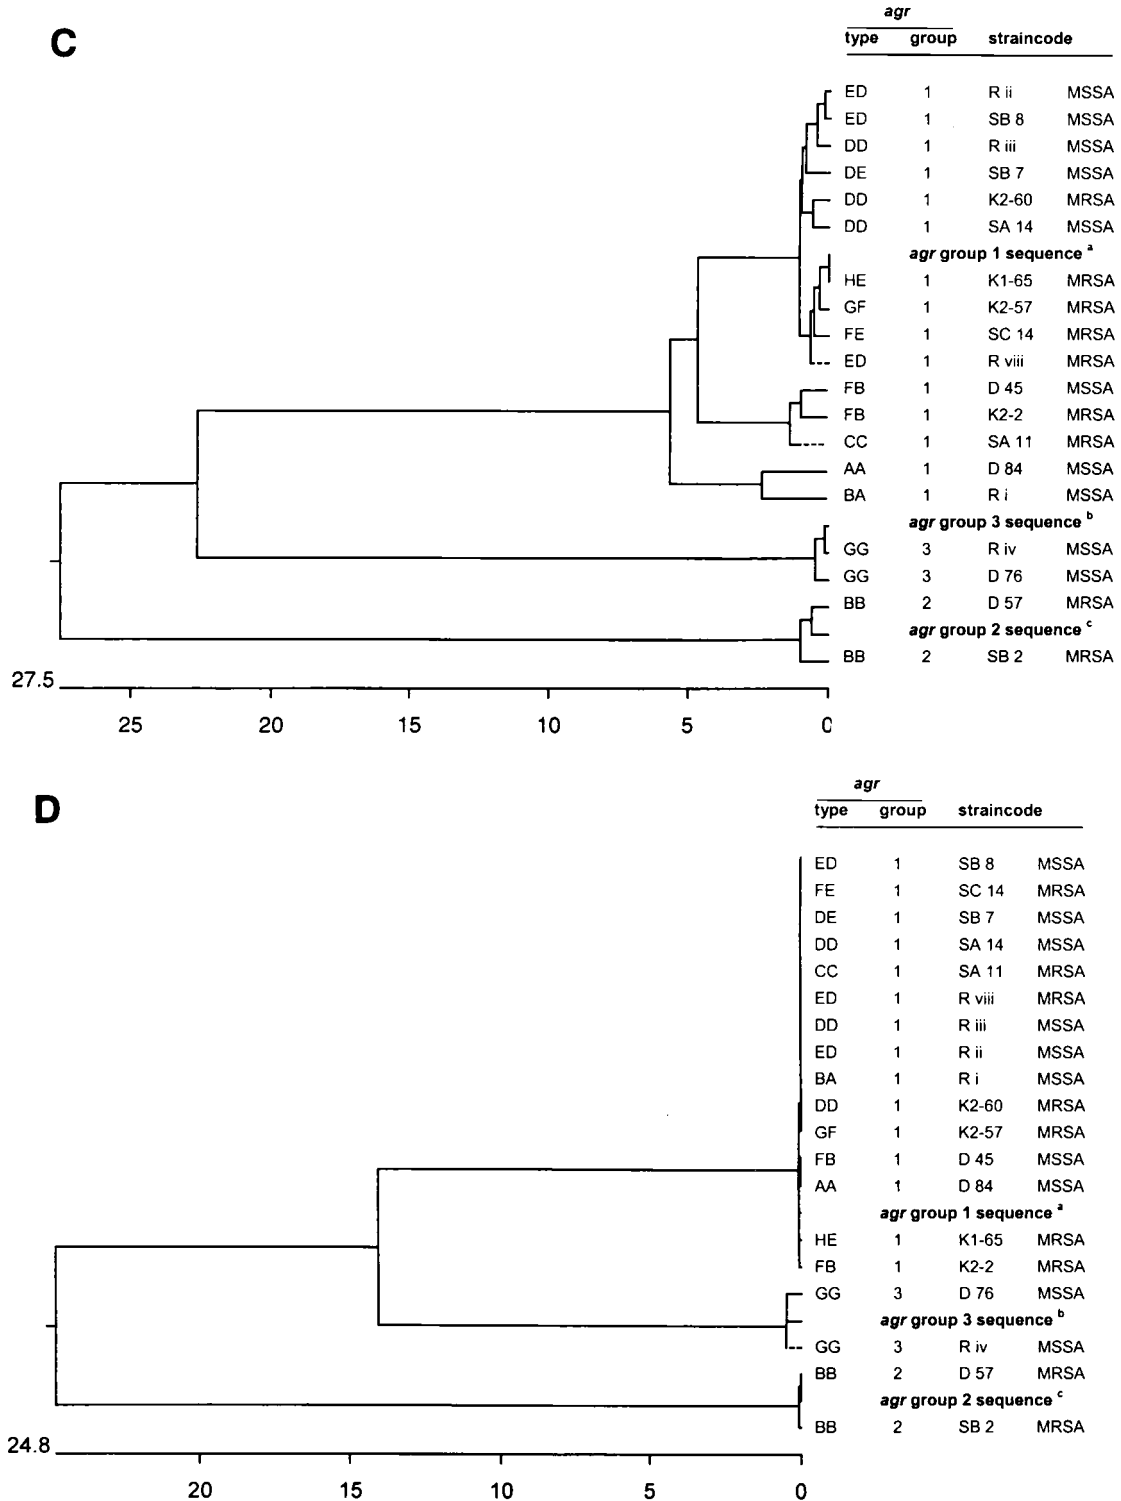 C
agr
type group straincode
ED 1 R ii MSSA
ED 1 SB 8 MSSA
DD 1 R iii MSSA
DE 1 SB 7 MSSA
DD 1 K2-60 MRSA
DD 1 SA 14 MSSA
agr group 1 sequence a
HE 1 K1-65 MRSA
GF 1 K2-57 MRSA
FE 1 SC 14 MRSA
ED 1 R viii MRSA
FB 1 D 45 MSSA
FB 1 K2-2 MRSA
CC 1 SA 11 MRSA
AA 1 D 84 MSSA
BA 1 R i MSSA
agr group 3 sequence b
GG 3 R iv MSSA
GG 3 D 76 MSSA
BB 2 D 57 MRSA
agr group 2 sequence c
BB 2 SB 2 MRSA
27.5
25 20 15 10 5 0
D
agr
type group straincode
ED 1 SB 8 MSSA
FE 1 SC 14 MRSA
DE 1 SB 7 MSSA
DD 1 SA 14 MSSA
CC 1 SA 11 MRSA
ED 1 R viii MRSA
DD 1 R iii MSSA
ED 1 R ii MSSA
BA 1 R i MSSA
DD 1 K2-60 MRSA
GF 1 K2-57 MRSA
FB 1 D 45 MSSA
AA 1 D 84 MSSA
agr group 1 sequence a
HE 1 K1-65 MRSA
FB 1 K2-2 MRSA
GG 3 D 76 MSSA
agr group 3 sequence b
GG 3 R iv MSSA
BB 2 D 57 MRSA
agr group 2 sequence c
BB 2 SB 2 MRSA
24.8
20 15 10 5 0